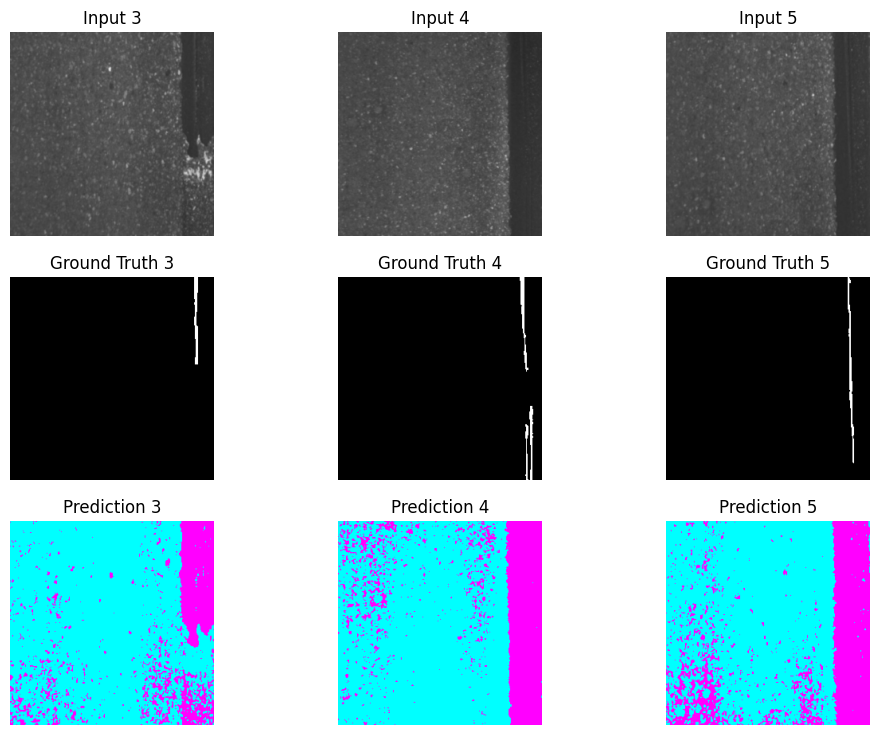 Input 3
Input 4
Input 5
Ground Truth 3
Ground Truth 4
Ground Truth 5
Prediction 3
Prediction 4
Prediction 5